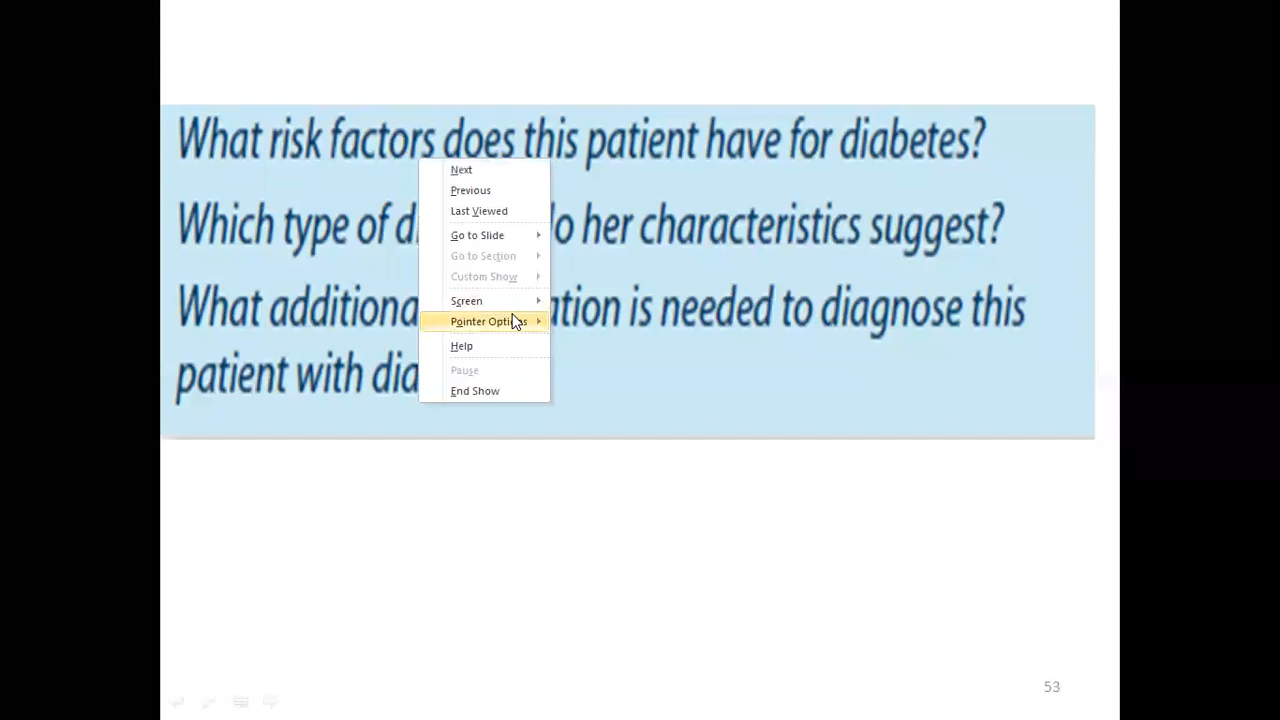 What risk factors does this patient have for diabetes?
Next
Previous
Last Viewed
Which type of do her characteristics suggest?
Go to Slide
Go to Section
Custom Show
What additiona ation is needed to diagnose this
Screen
Pointer Options
Help
patient with dia
Pause
End Show
53